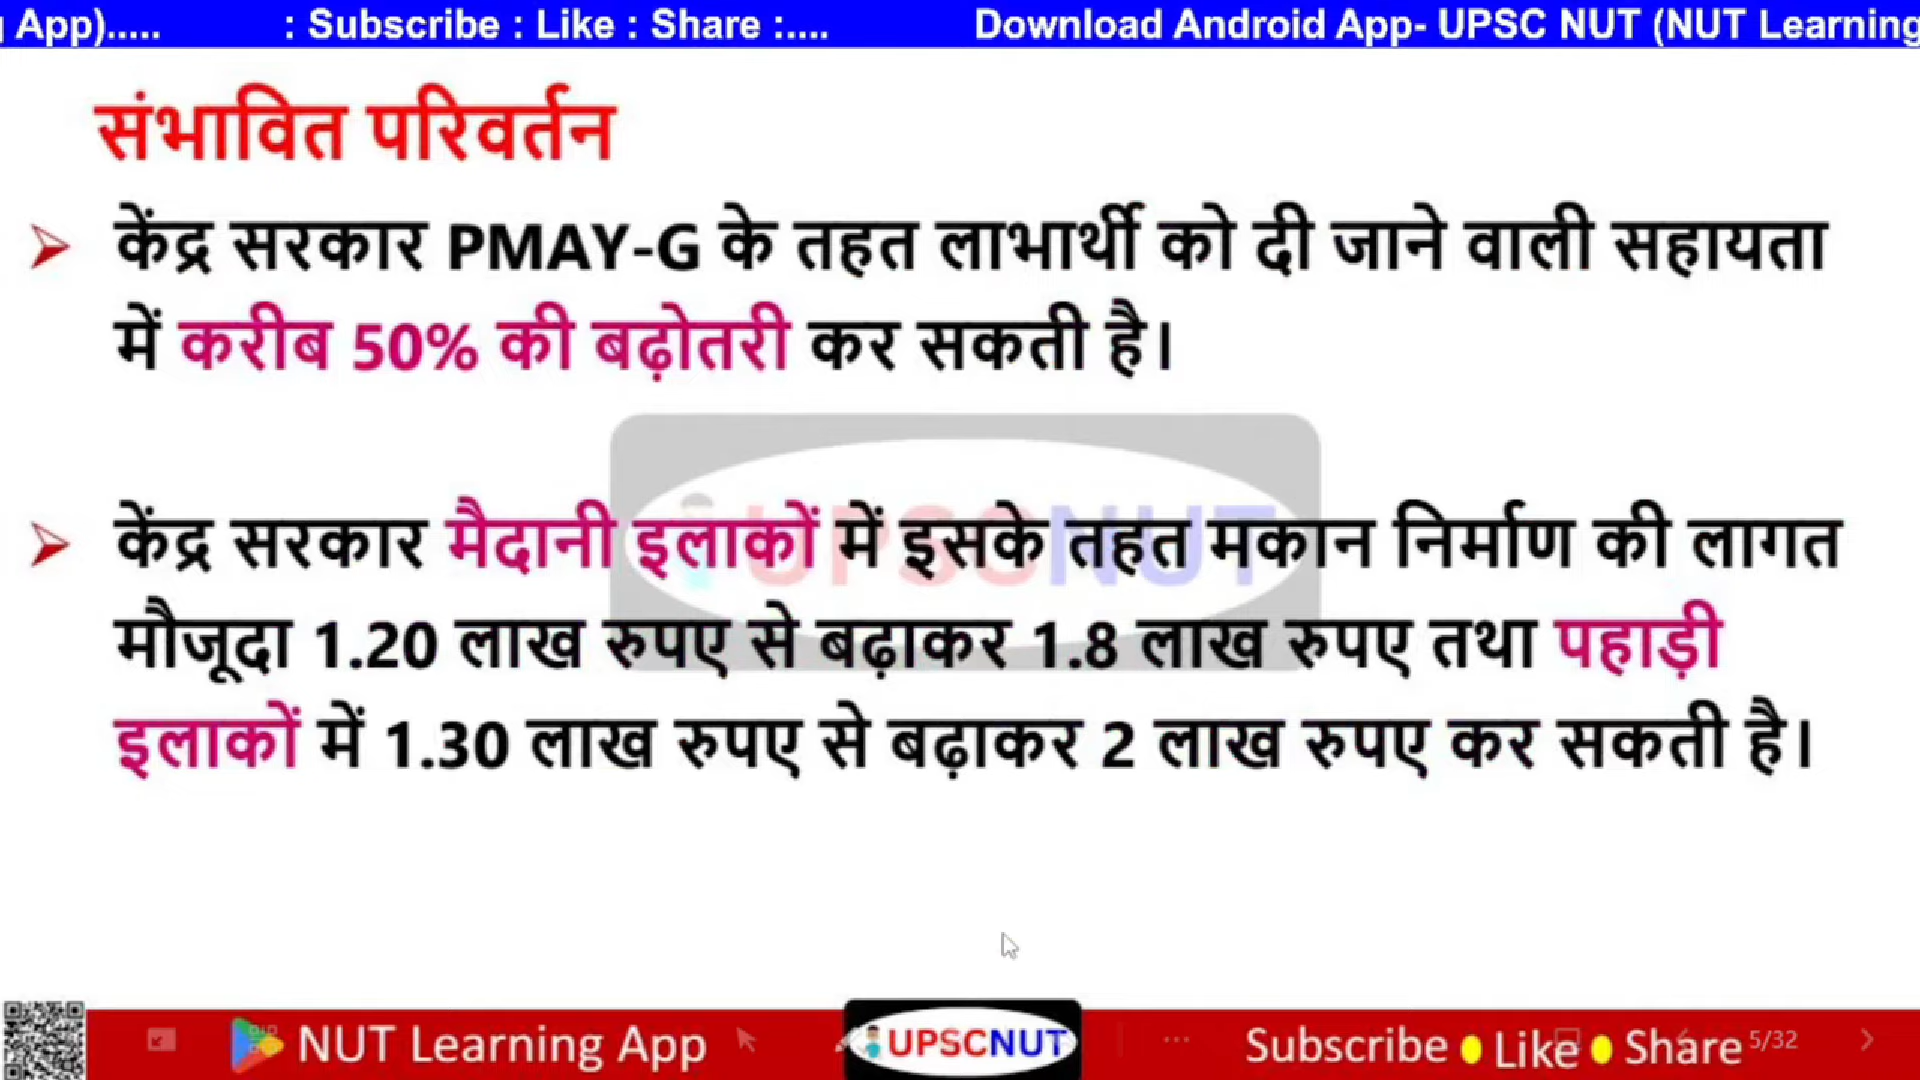 App)..... : Subscribe : Like : Share :.... Download Android App- UPSC NUT (NUT Learning
संभावित परिवर्तन
➢ केंद्र सरकार PMAY-G के तहत लाभार्थी को दी जाने वाली सहायता
में करीब 50% की बढ़ोतरी कर सकती है।
UPSCNUT
➢ केंद्र सरकार मैदानी इलाकों में इसके तहत मकान निर्माण की लागत
मौजूदा 1.20 लाख रुपए से बढ़ाकर 1.8 लाख रुपए तथा पहाड़ी
इलाकों में 1.30 लाख रुपए से बढ़ाकर 2 लाख रुपए कर सकती है।
NUT Learning App UPSCNUT Subscribe Like Share 5/32